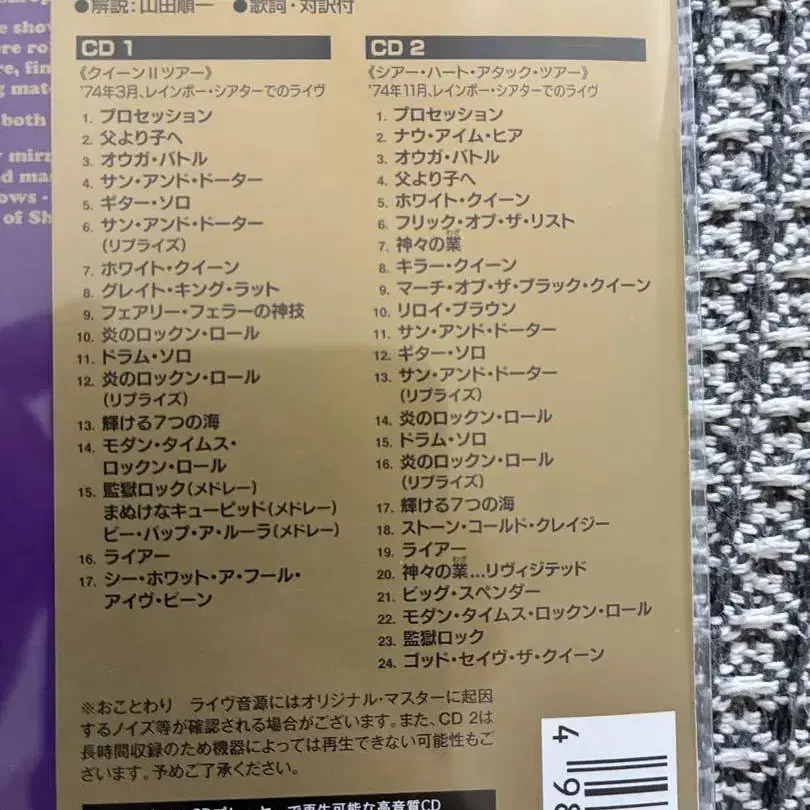 ●解説：山田順一 ●歌詞・対訳付
CD 1
《クイーンⅡツアー》
'74年3月、レインボー・シアターでのライヴ
1. プロセッション
2. 父より子へ
3. オウガ・バトル
4. サン・アンド・ドーター
5. ギター・ソロ
6. サン・アンド・ドーター
(リプライズ)
7. ホワイト・クイーン
8. グレイト・キング・ラット
9. フェアリー・フェラーの神技
10. 炎のロックン・ロール
11. ドラム・ソロ
12. 炎のロックン・ロール
(リプライズ)
13. 輝ける7つの海
14. モダン・タイムス・
ロックン・ロール
15. 監獄ロック(メドレー)
まぬけなキューピッド(メドレー)
ビー・バップ・ア・ルーラ(メドレー)
16. ライアー
17. シー・ホワット・ア・フール・
アイヴ・ビーン
CD 2
《シアー・ハート・アタック・ツアー》
'74年11月、レインボー・シアターでのライヴ
1. プロセッション
2. ナウ・アイム・ヒア
3. オウガ・バトル
4. 父より子へ
5. ホワイト・クイーン
6. フリック・オブ・ザ・リスト
7. 神々の業
8. キラー・クイーン
9. マーチ・オブ・ザ・ブラック・クイーン
10. リロイ・ブラウン
11. サン・アンド・ドーター
12. ギター・ソロ
13. サン・アンド・ドーター
(リプライズ)
14. 炎のロックン・ロール
15. ドラム・ソロ
16. 炎のロックン・ロール
(リプライズ)
17. 輝ける7つの海
18. ストーン・コールド・クレイジー
19. ライアー
20. 神々の業…リヴィジテッド
21. ビッグ・スペンダー
22. モダン・タイムス・ロックン・ロール
23. 監獄ロック
24. ゴッド・セイヴ・ザ・クイーン
※おことわり ライヴ音源にはオリジナル・マスターに起因
するノイズ等が確認される場合がございます。また、CD 2は
長時間収録のため機器によっては再生できない可能性もご
ざいます。予めご了承ください。
で再生可能な高音質CD
4 98
e show
ere ro
re, fin
g mat
both
mirr
d ma
ows -
of Sh